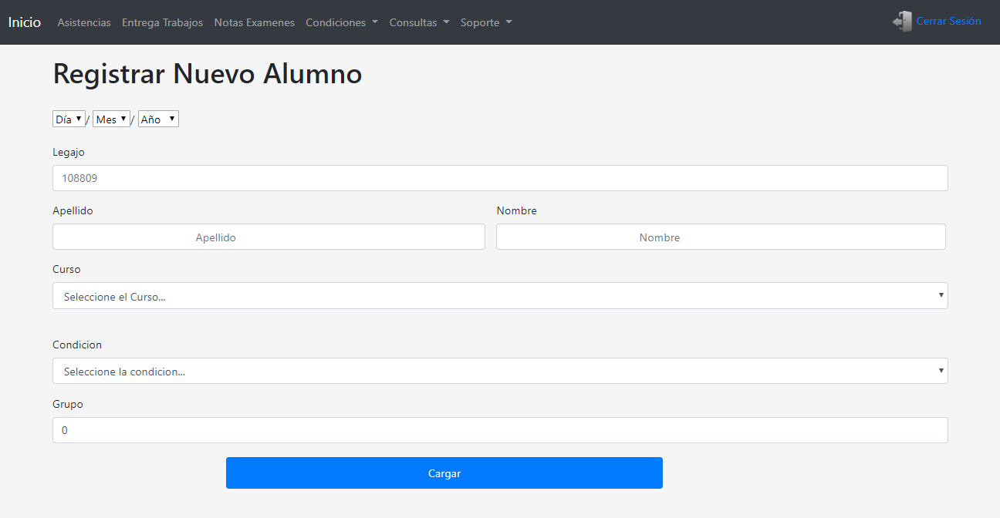 Inicio Asistencias Entrega Trabajos Notas Examenes Condiciones Consultas Soporte Cerrar Sesión
Registrar Nuevo Alumno
Día / Mes / Año
Legajo
108809
Apellido Nombre
Apellido Nombre
Curso
Seleccione el Curso...
Condicion
Seleccione la condicion...
Grupo
0
Cargar